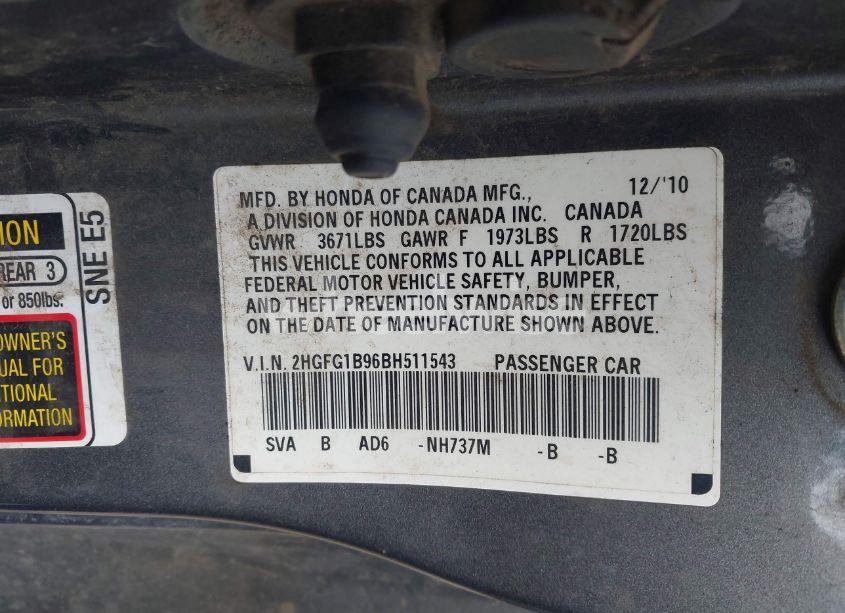 ION
REAR 3
or 850lbs.
OWNER'S
UAL FOR
TIONAL
ORMATION
SNE E5
MFD. BY HONDA OF CANADA MFG., 12/'10
A DIVISION OF HONDA CANADA INC. CANADA
GVWR 3671LBS GAWR F 1973LBS R 1720LBS
THIS VEHICLE CONFORMS TO ALL APPLICABLE
FEDERAL MOTOR VEHICLE SAFETY, BUMPER,
AND THEFT PREVENTION STANDARDS IN EFFECT
ON THE DATE OF MANUFACTURE SHOWN ABOVE.
V.I.N. 2HGFG1B96BH511543 PASSENGER CAR
SVA B AD6 -NH737M -B -B